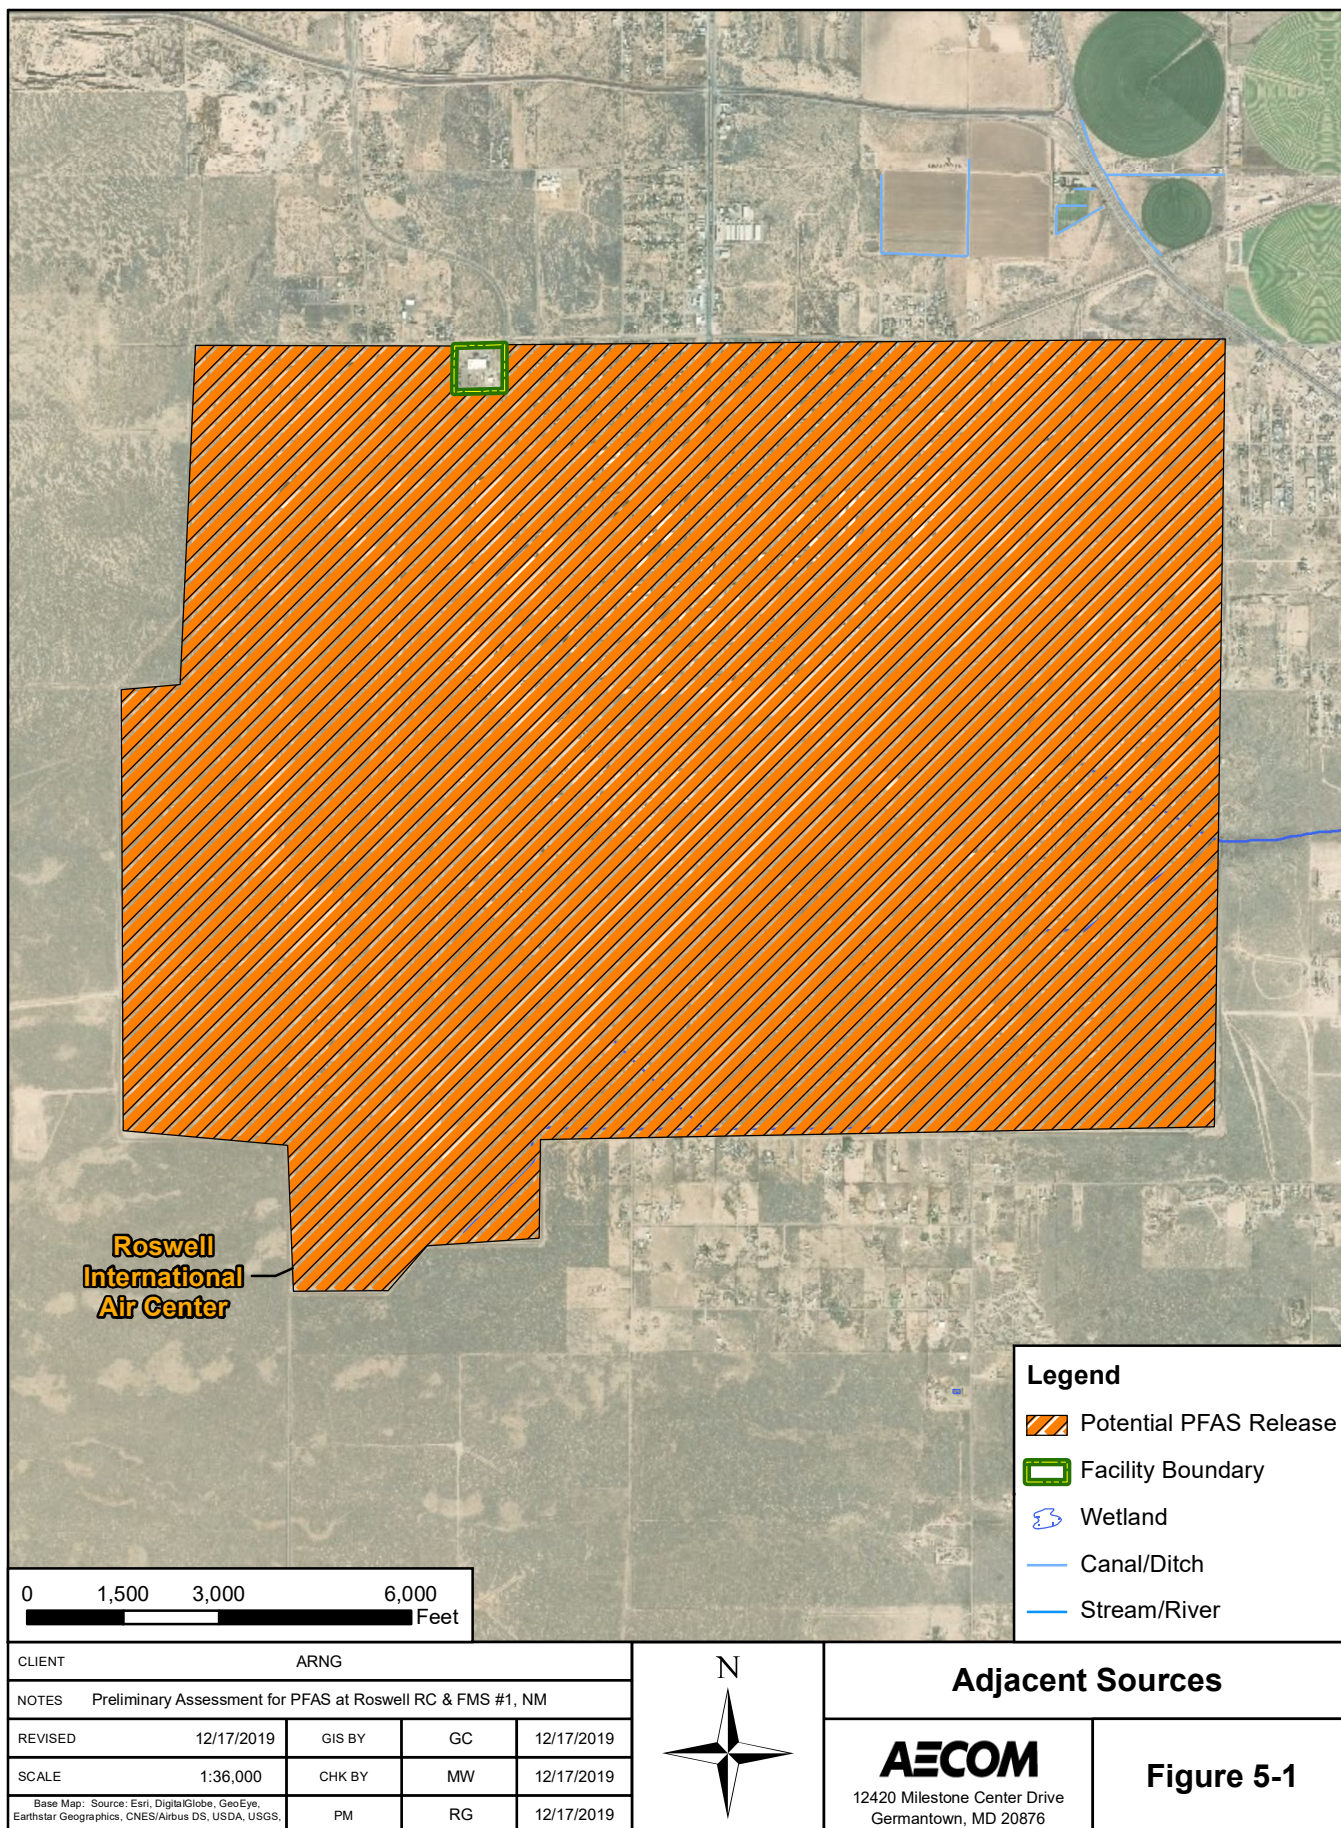 Roswell
International
Air Center
Legend
Potential PFAS Release
Facility Boundary
Wetland
Canal/Ditch
Stream/River
0 1,500 3,000 6,000
Feet
CLIENT ARNG
NOTES Preliminary Assessment for PFAS at Roswell RC & FMS #1, NM
REVISED 12/17/2019 GIS BY GC 12/17/2019
SCALE 1:36,000 CHK BY MW 12/17/2019
Base Map: Source: Esri, DigitalGlobe, GeoEye,
Earthstar Geographics, CNES/Airbus DS, USDA, USGS,
PM RG 12/17/2019
N
Adjacent Sources
AECOM
12420 Milestone Center Drive
Germantown, MD 20876
Figure 5-1